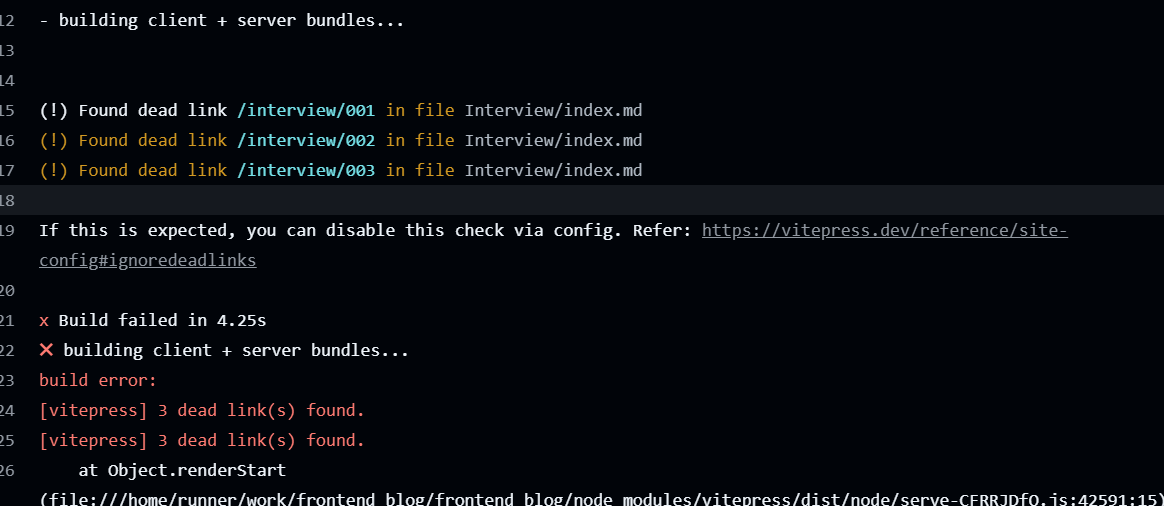 12 - building client + server bundles...
13
14
15 (!) Found dead link /interview/001 in file Interview/index.md
16 (!) Found dead link /interview/002 in file Interview/index.md
17 (!) Found dead link /interview/003 in file Interview/index.md
18
19 If this is expected, you can disable this check via config. Refer: https://vitepress.dev/reference/site-
config#ignoredeadlinks
20
21 x Build failed in 4.25s
22 ❌ building client + server bundles...
23 build error:
24 [vitepress] 3 dead link(s) found.
25 [vitepress] 3 dead link(s) found.
26 at Object.renderStart
(file:///home/runner/work/frontend_blog/frontend_blog/node_modules/vitepress/dist/node/serve-CFRRJDfO.js:42591:15)